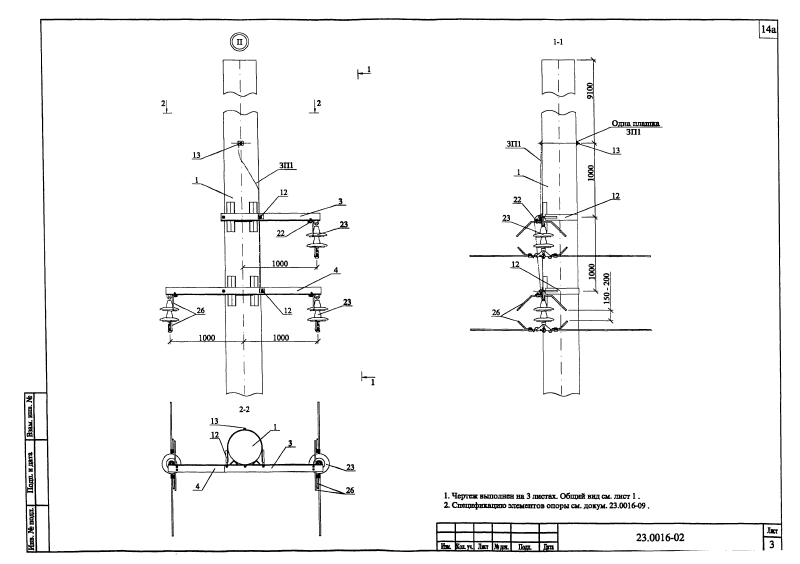 14а
II
1
2
2
13
ЗП1
1
12
3
22
23
1000
4
26
12
23
1000
1000
1
2-2
13
12
1
3
4
23
26
1-1
9100
Одна плашка
ЗП1
13
ЗП1
1
1000
12
22
23
12
1000
150 - 200
26
1. Чертеж выполнен на 3 листах. Общий вид см. лист 1 .
2. Спецификацию элементов опоры см. докум. 23.0016-09 .
Взам. инв. №
Подп. и дата
Инв. № подл.
Изм. Кол. уч. Лист № док. Подп. Дата
23.0016-02
Лист
3